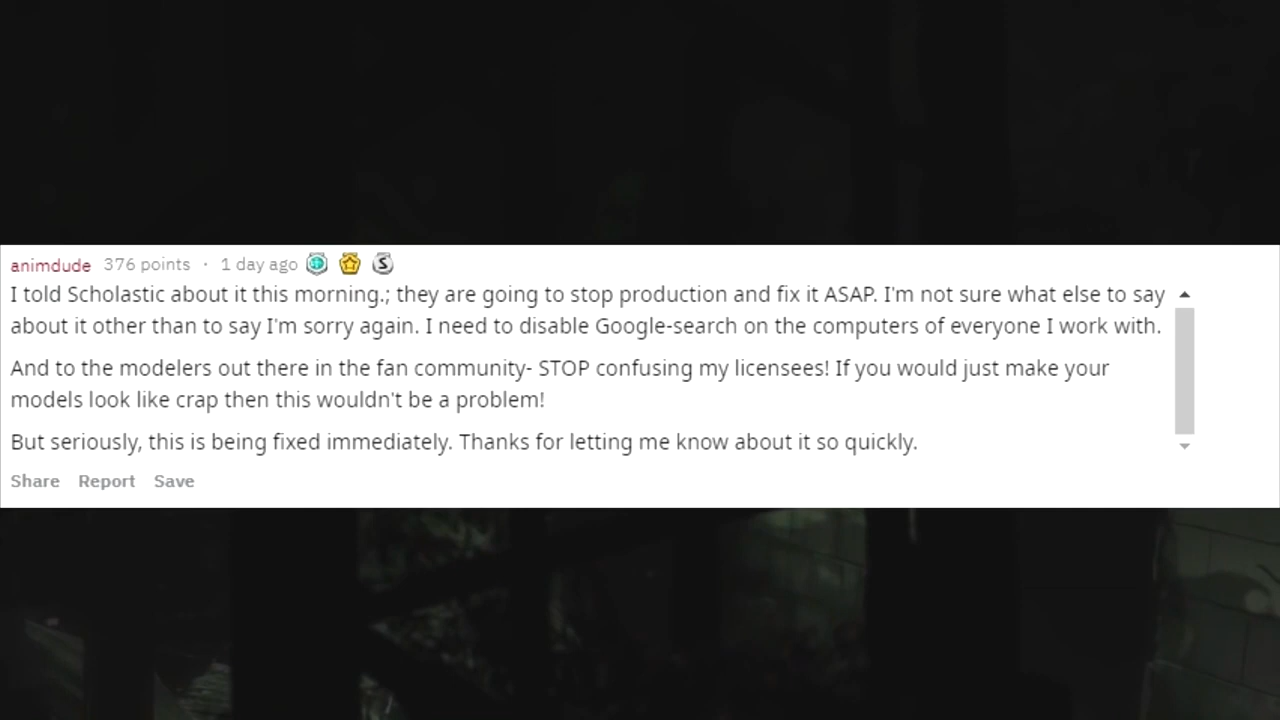 animdude 376 points · 1 day ago
I told Scholastic about it this morning.; they are going to stop production and fix it ASAP. I'm not sure what else to say
about it other than to say I'm sorry again. I need to disable Google-search on the computers of everyone I work with.
And to the modelers out there in the fan community- STOP confusing my licensees! If you would just make your
models look like crap then this wouldn't be a problem!
But seriously, this is being fixed immediately. Thanks for letting me know about it so quickly.
Share Report Save